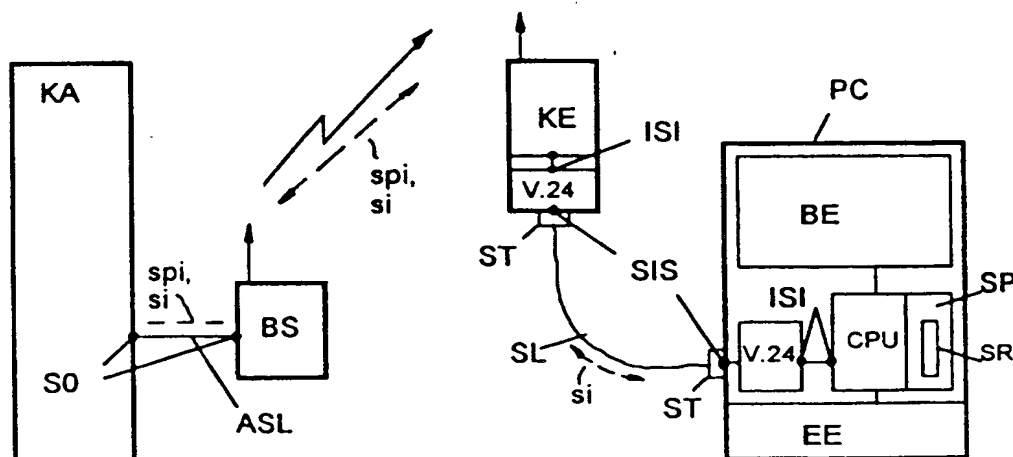 KA
spi,
si
S0
ASL
BS
spi,
si
KE
ISI
V.24
ST
SIS
SL
si
ST
PC
BE
ISI
SP
V.24
CPU
SR
EE